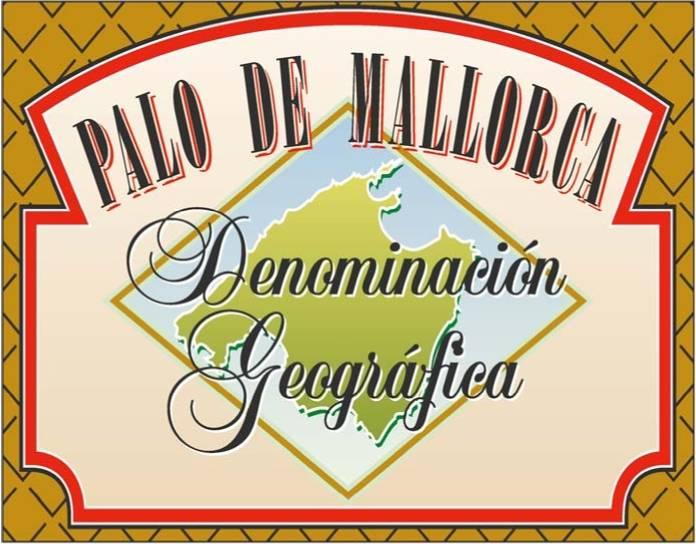 PALO DE MALLORCA
Denominación
Geográfica